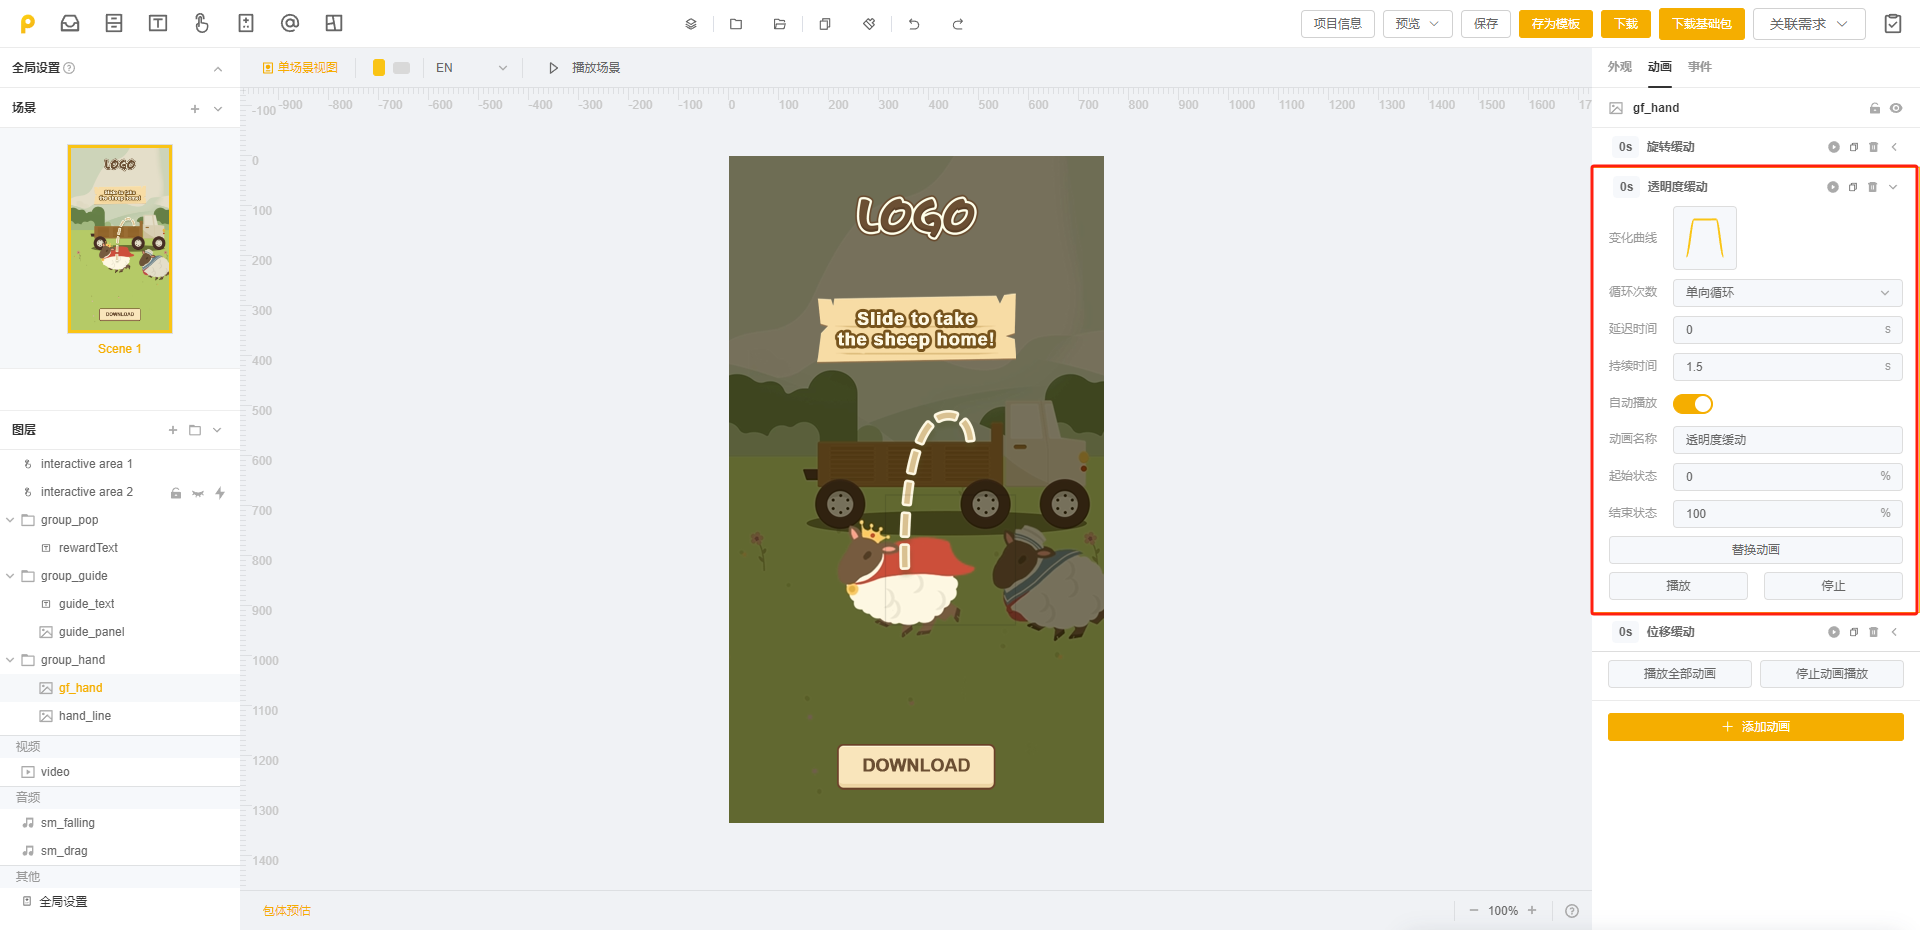 项目信息
预览
保存
存为模板
下载
下载基础包
关联需求
全局设置
单场景视图
EN
播放场景
外观 动画 事件
场景
-900 -800 -700 -600 -500 -400 -300 -200 -100 0 100 200 300 400 500 600 700 800 900 1000 1100 1200 1300 1400 1500 1600 17
-100
0
100
200
300
400
500
600
700
800
900
1000
1100
1200
1300
1400
LOGO
Slide to take
the sheep home!
DOWNLOAD
Scene 1
图层
interactive area 1
interactive area 2
group_pop
rewardText
group_guide
guide_text
guide_panel
group_hand
gf_hand
hand_line
视频
video
音频
sm_falling
sm_drag
其他
全局设置
LOGO
Slide to take
the sheep home!
DOWNLOAD
包体预估
100%
gf_hand
0s 旋转缓动
0s 透明度缓动
变化曲线
循环次数 单向循环
延迟时间 0 s
持续时间 1.5 s
自动播放
动画名称 透明度缓动
起始状态 0 %
结束状态 100 %
替换动画
播放 停止
0s 位移缓动
播放全部动画 停止动画播放
添加动画